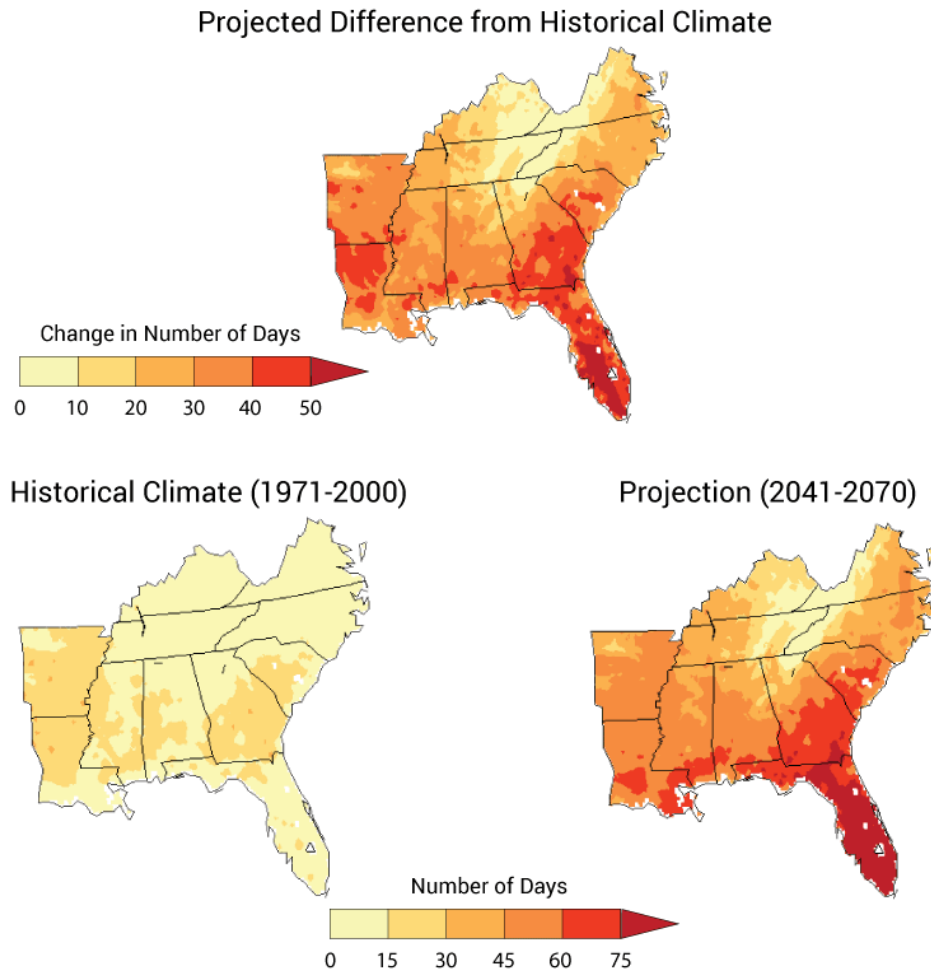 Projected Difference from Historical Climate
Change in Number of Days
0 10 20 30 40 50
Historical Climate (1971-2000)
Projection (2041-2070)
Number of Days
0 15 30 45 60 75